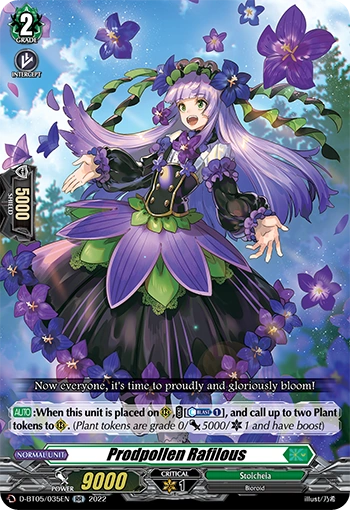 2
GRADE
INTERCEPT
5000
SHIELD
Now everyone, it's time to proudly and gloriously bloom!
AUTO :When this unit is placed on R, COST [C-BLAST 1], and call up to two Plant
tokens to R. (Plant tokens are grade 0/ 5000/ 1 and have boost)
NORMAL UNIT
Prodpollen Rafilous
POWER 9000
CRITICAL
1
Stoicheia
Bioroid
D-BT05/035EN RR 2022
illust/乃希